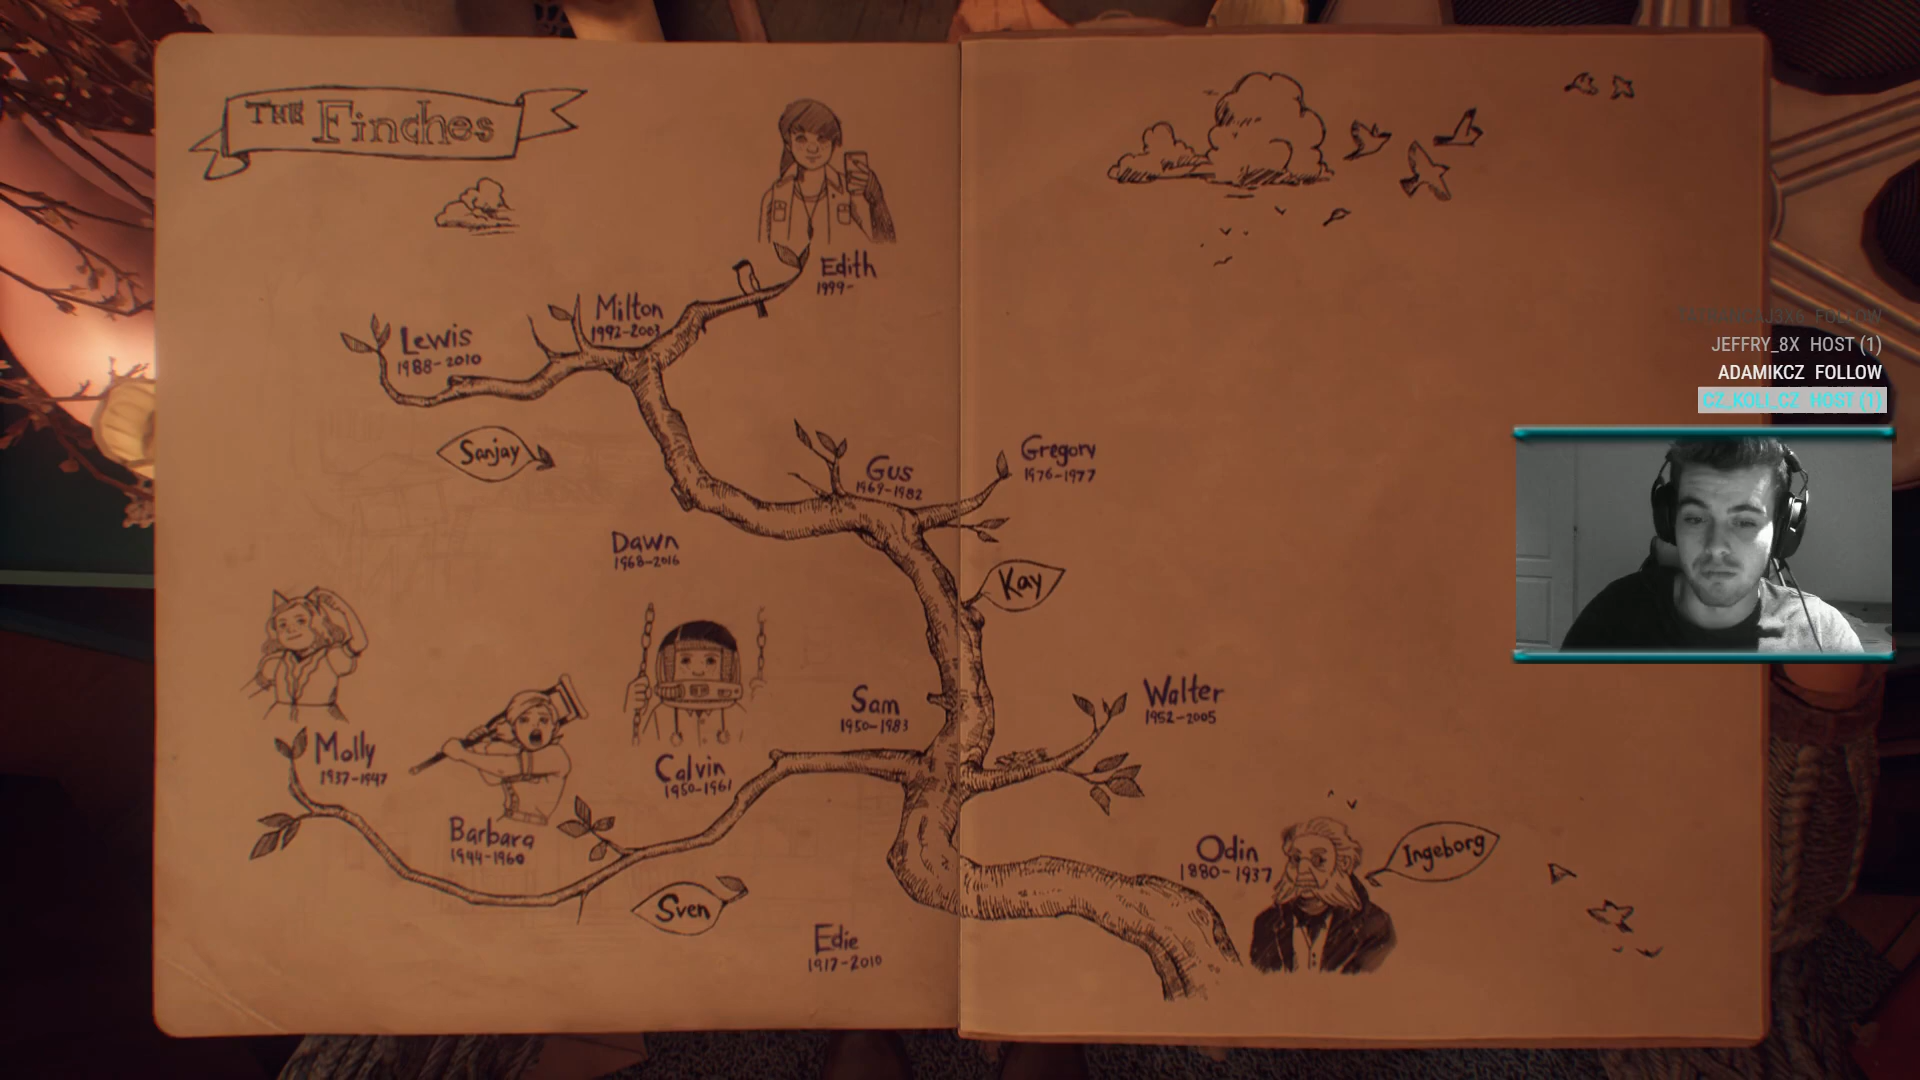 THE Finches
Edith
1999-
Milton
1992-2003
Lewis
1988-2010
Sanjay
Gus
1969-1982
Gregory
1976-1977
Dawn
1968-2016
Kay
Sam
1950-1983
Walter
1952-2005
Molly
1937-1947
Calvin
1950-1961
Barbara
1944-1960
Sven
Odin
1880-1937
Ingeborg
Edie
1917-2010
FOLLOW
JEFFRY_8X HOST (1)
ADAMIKCZ FOLLOW
CZ_KOLI_CZ HOST (1)